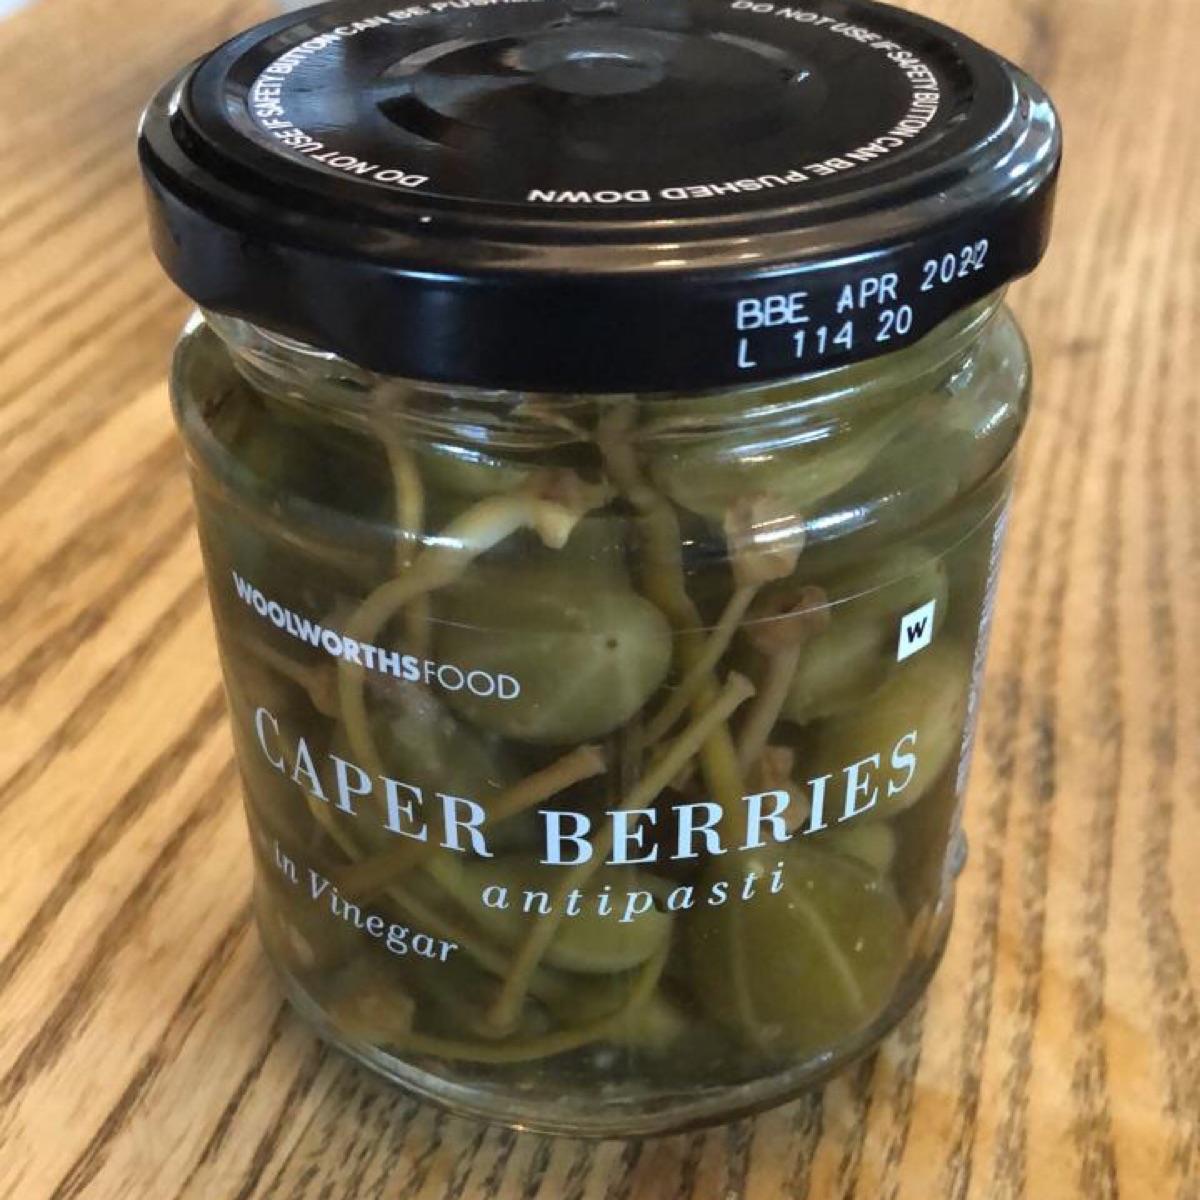 DO NOT USE IF SAFETY BUTTON CAN BE PUSHED
DO NOT USE IF SAFETY BUTTON CAN BE PUSHED DOWN
BBE APR 2022
L 114 20
WOOLWORTHSFOOD
W
CAPER BERRIES
antipasti
in Vinegar